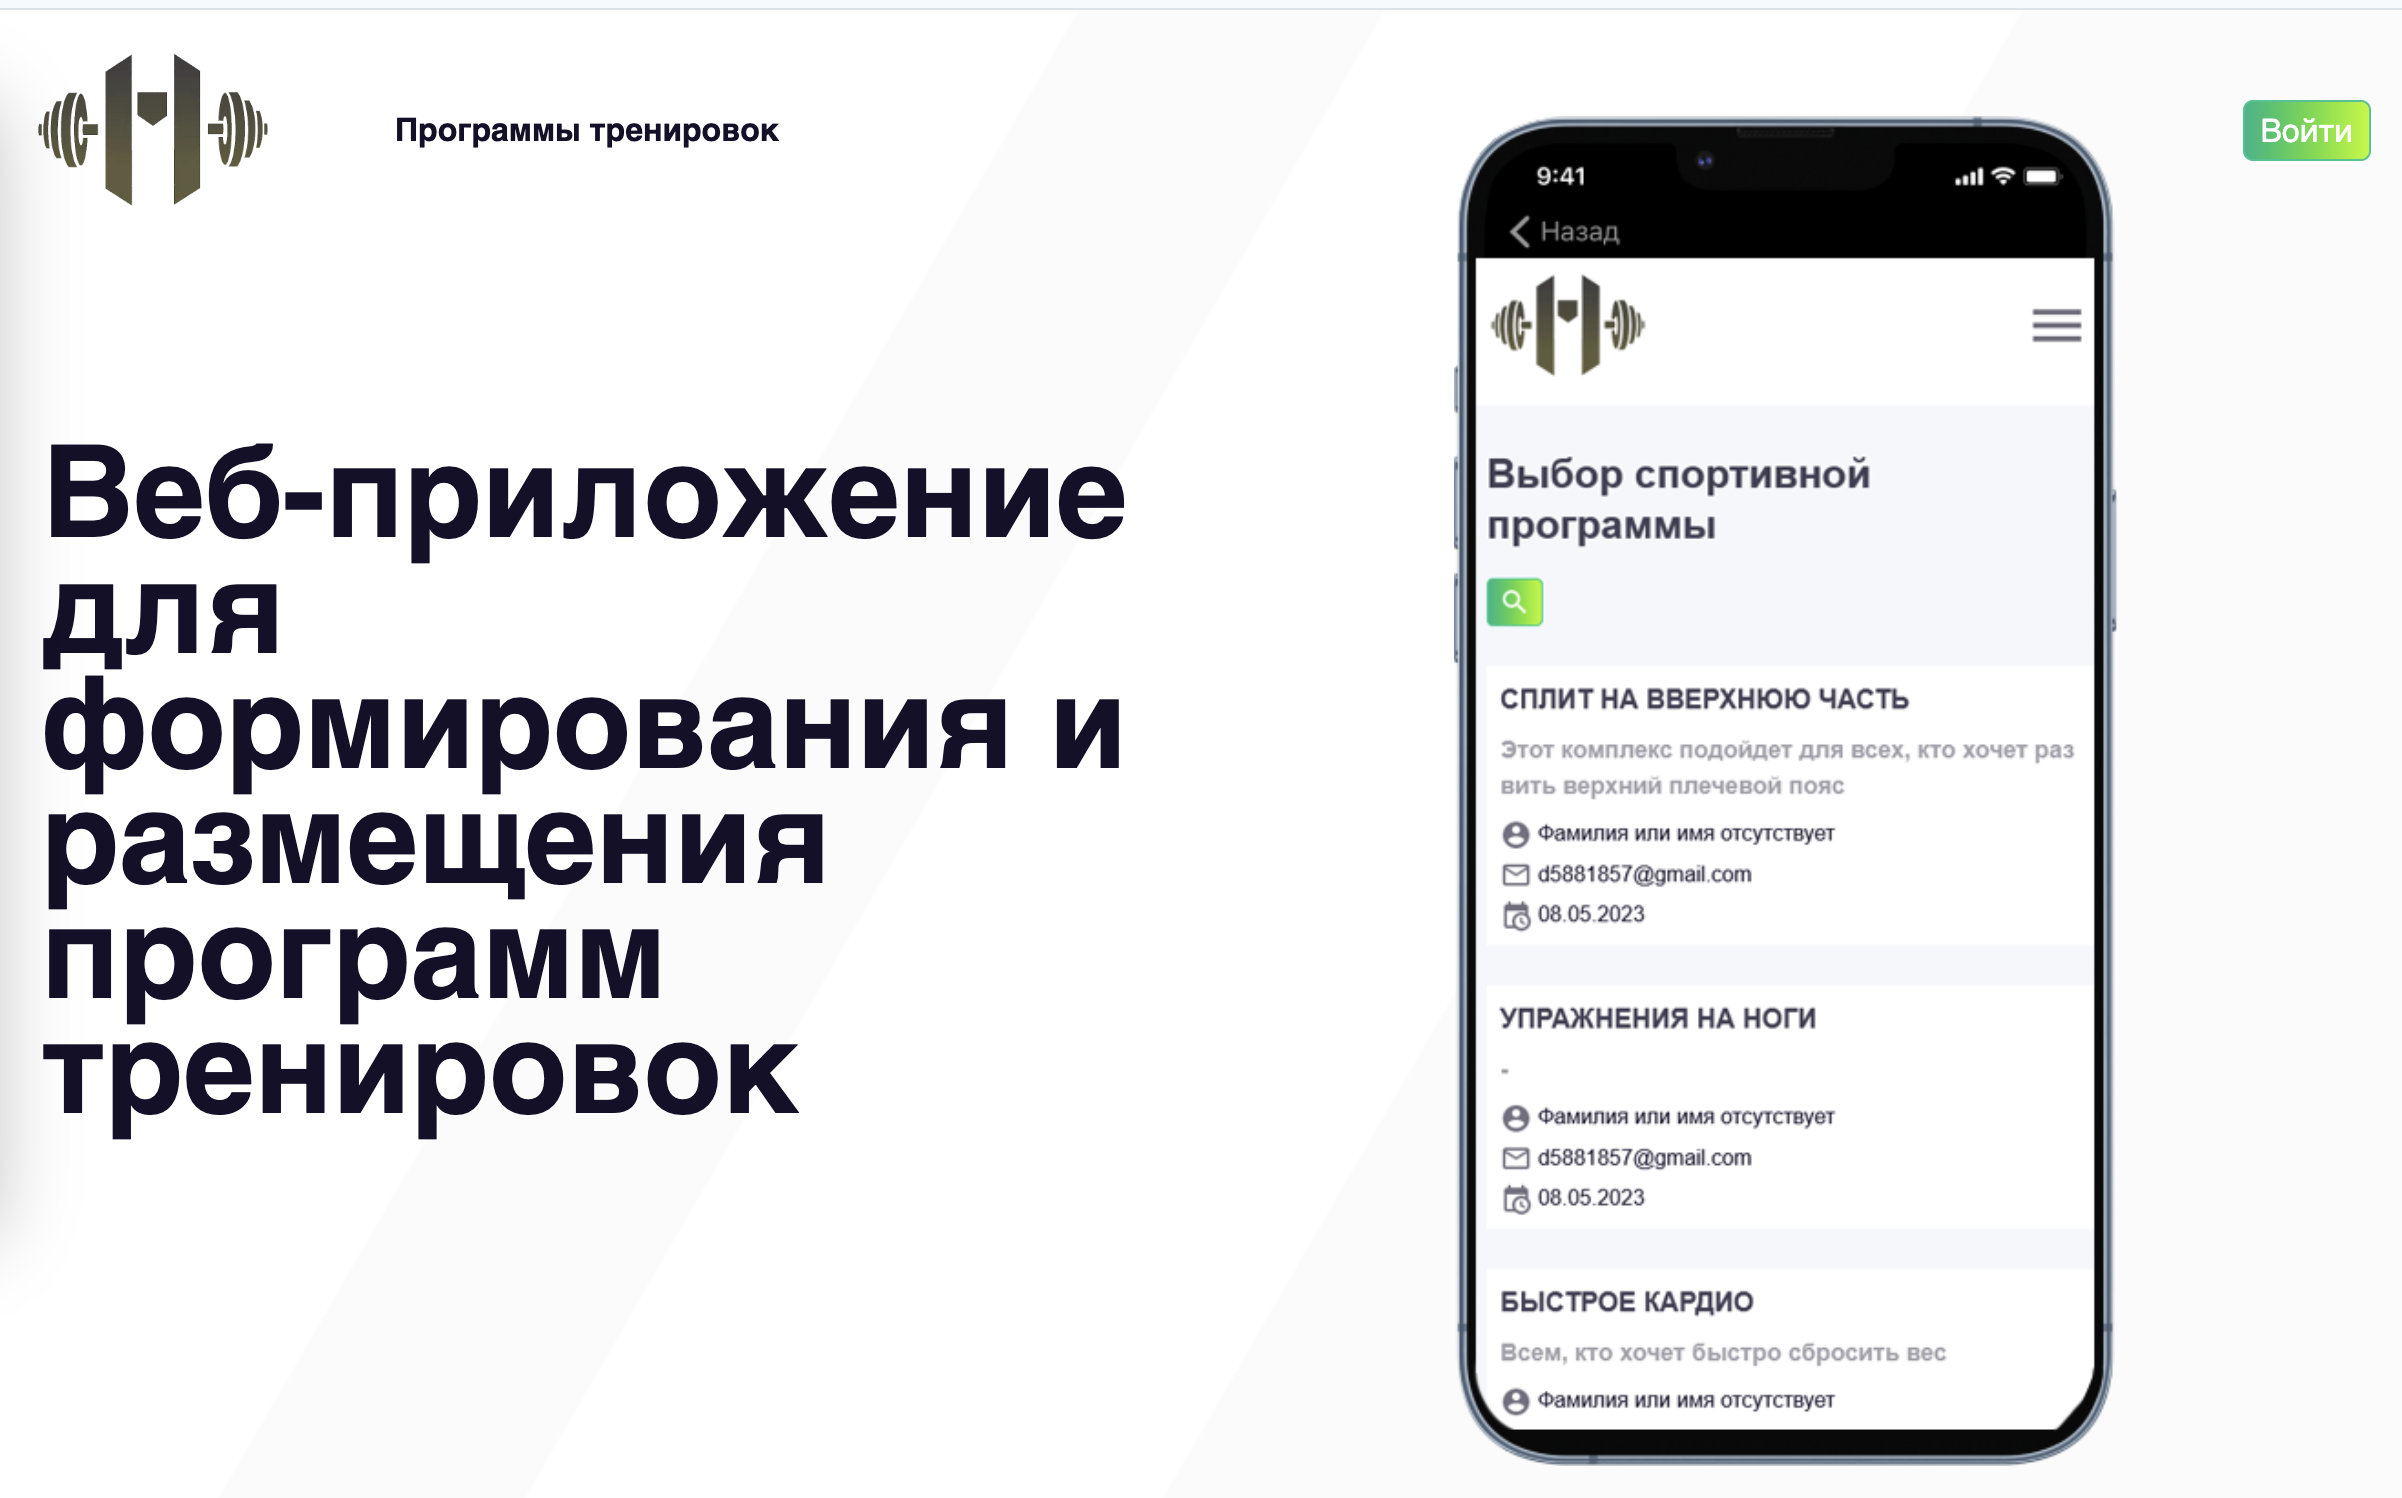 Программы тренировок
Войти
Веб-приложение
для
формирования и
размещения
программ
тренировок
9:41
Назад
Выбор спортивной
программы
СПЛИТ НА ВВЕРХНЮЮ ЧАСТЬ
Этот комплекс подойдет для всех, кто хочет раз
вить верхний плечевой пояс
Фамилия или имя отсутствует
d5881857@gmail.com
08.05.2023
УПРАЖНЕНИЯ НА НОГИ
-
Фамилия или имя отсутствует
d5881857@gmail.com
08.05.2023
БЫСТРОЕ КАРДИО
Всем, кто хочет быстро сбросить вес
Фамилия или имя отсутствует